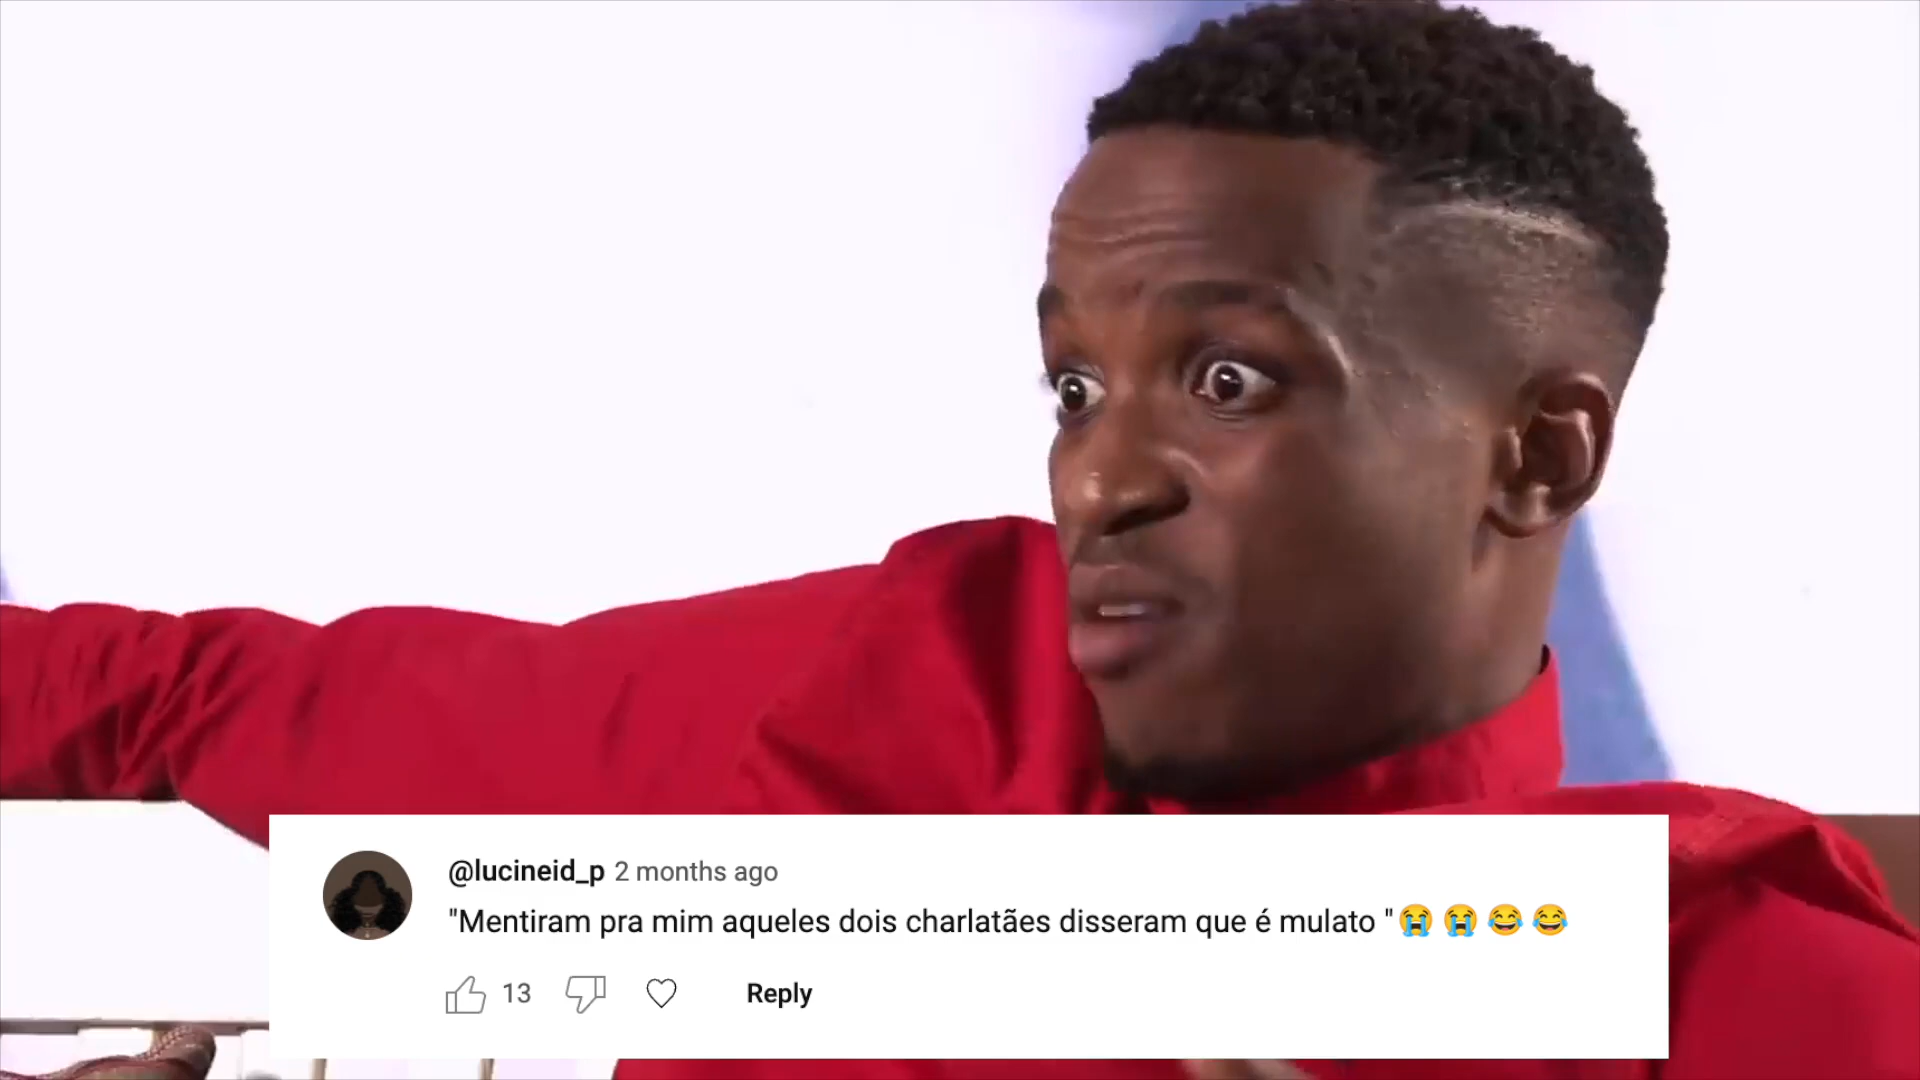 @lucineid_p 2 months ago
"Mentiram pra mim aqueles dois charlatães disseram que é mulato "😭😭😂😂
13 Reply